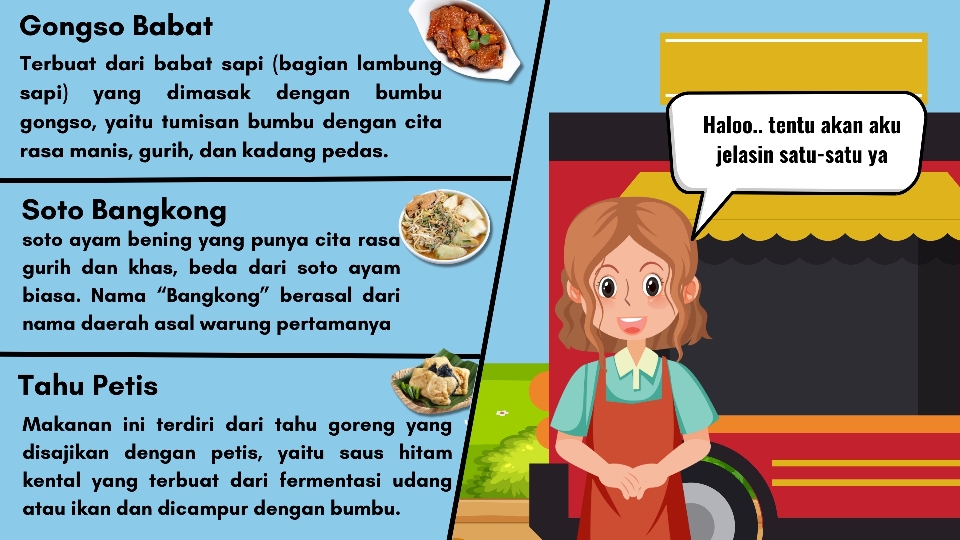 Gongso Babat
Terbuat dari babat sapi (bagian lambung
sapi) yang dimasak dengan bumbu
gongso, yaitu tumisan bumbu dengan cita
rasa manis, gurih, dan kadang pedas.
Soto Bangkong
soto ayam bening yang punya cita rasa
gurih dan khas, beda dari soto ayam
biasa. Nama “Bangkong” berasal dari
nama daerah asal warung pertamanya
Tahu Petis
Makanan ini terdiri dari tahu goreng yang
disajikan dengan petis, yaitu saus hitam
kental yang terbuat dari fermentasi udang
atau ikan dan dicampur dengan bumbu.
Haloo.. tentu akan aku
jelasin satu-satu ya